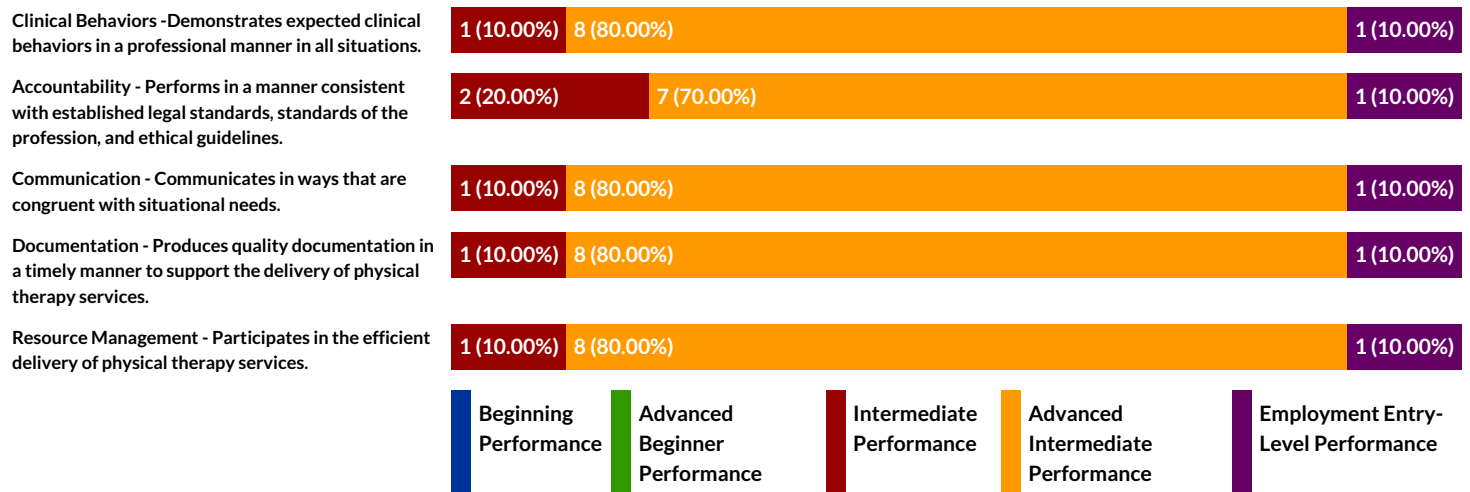 Clinical Behaviors -Demonstrates expected clinical
behaviors in a professional manner in all situations.
1 (10.00%) 8 (80.00%) 1 (10.00%)
Accountability - Performs in a manner consistent
with established legal standards, standards of the
profession, and ethical guidelines.
2 (20.00%) 7 (70.00%) 1 (10.00%)
Communication - Communicates in ways that are
congruent with situational needs.
1 (10.00%) 8 (80.00%) 1 (10.00%)
Documentation - Produces quality documentation in
a timely manner to support the delivery of physical
therapy services.
1 (10.00%) 8 (80.00%) 1 (10.00%)
Resource Management - Participates in the efficient
delivery of physical therapy services.
1 (10.00%) 8 (80.00%) 1 (10.00%)
Beginning
Performance
Advanced
Beginner
Performance
Intermediate
Performance
Advanced
Intermediate
Performance
Employment Entry-
Level Performance